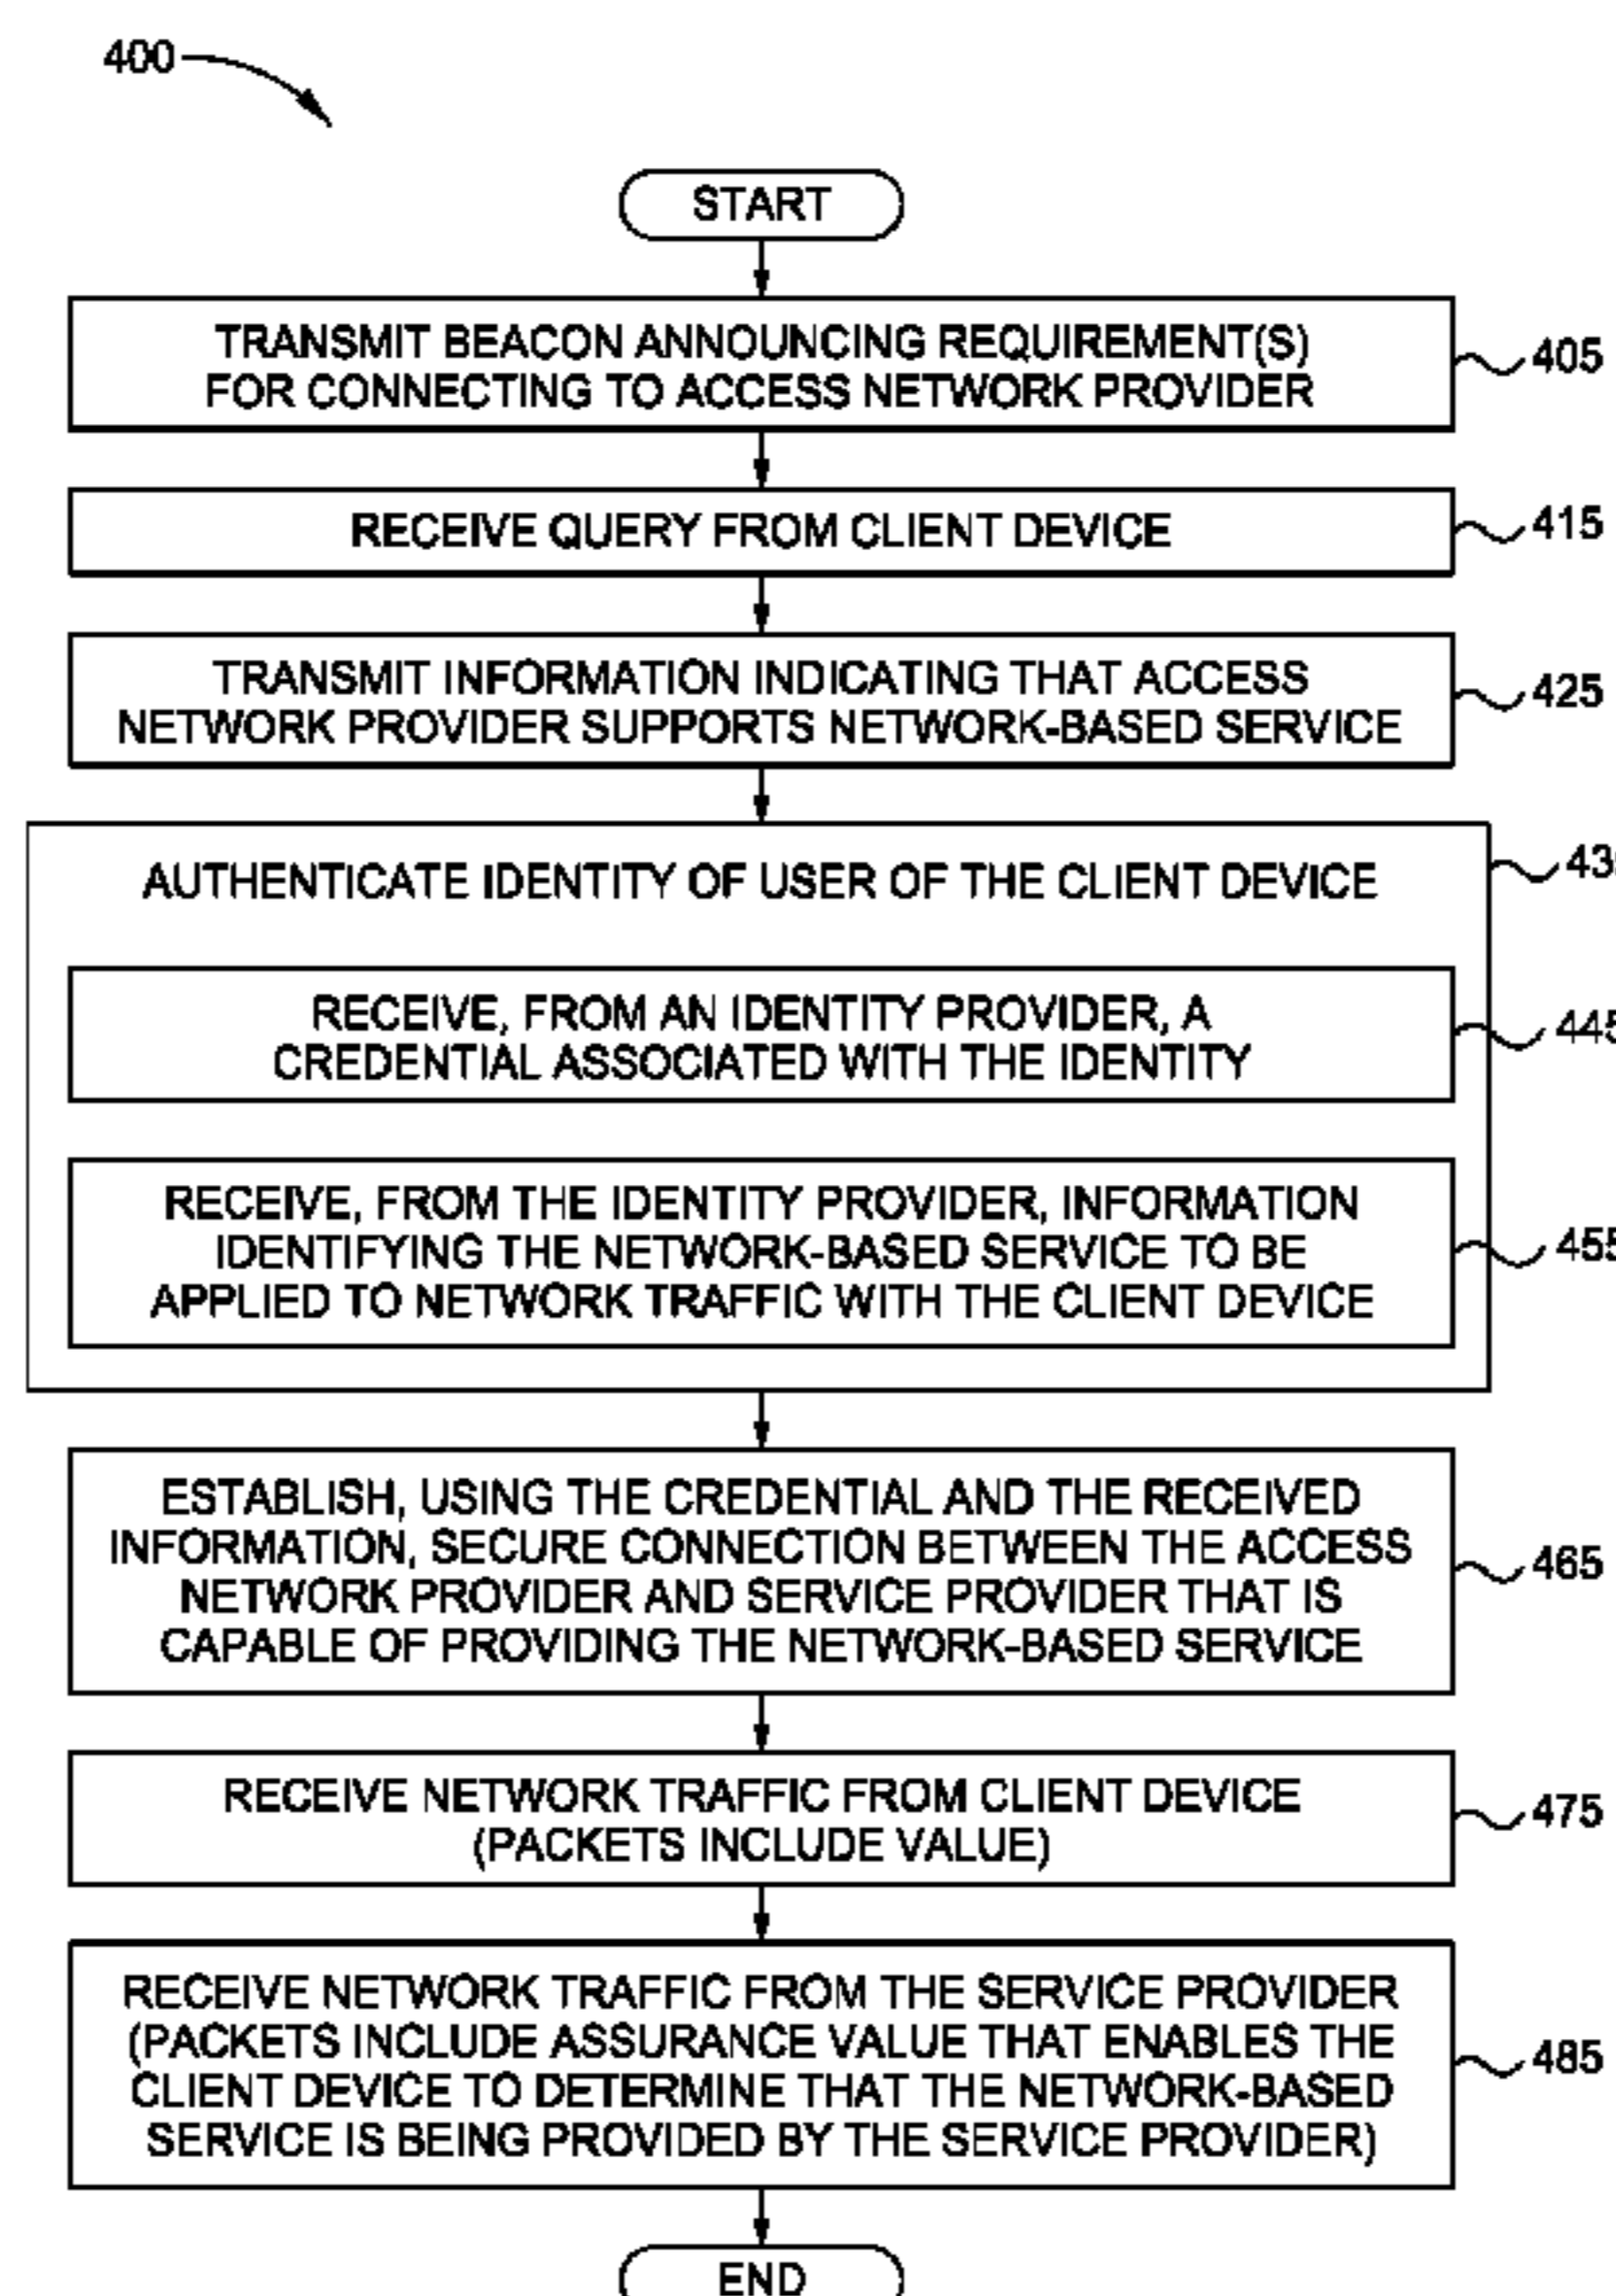 400
START
TRANSMIT BEACON ANNOUNCING REQUIREMENT(S)
FOR CONNECTING TO ACCESS NETWORK PROVIDER
405
RECEIVE QUERY FROM CLIENT DEVICE
415
TRANSMIT INFORMATION INDICATING THAT ACCESS
NETWORK PROVIDER SUPPORTS NETWORK-BASED SERVICE
425
AUTHENTICATE IDENTITY OF USER OF THE CLIENT DEVICE
RECEIVE, FROM AN IDENTITY PROVIDER, A
CREDENTIAL ASSOCIATED WITH THE IDENTITY
445
RECEIVE, FROM THE IDENTITY PROVIDER, INFORMATION
IDENTIFYING THE NETWORK-BASED SERVICE TO BE
APPLIED TO NETWORK TRAFFIC WITH THE CLIENT DEVICE
455
ESTABLISH, USING THE CREDENTIAL AND THE RECEIVED
INFORMATION, SECURE CONNECTION BETWEEN THE ACCESS
NETWORK PROVIDER AND SERVICE PROVIDER THAT IS
CAPABLE OF PROVIDING THE NETWORK-BASED SERVICE
465
RECEIVE NETWORK TRAFFIC FROM CLIENT DEVICE
(PACKETS INCLUDE VALUE)
475
RECEIVE NETWORK TRAFFIC FROM THE SERVICE PROVIDER
(PACKETS INCLUDE ASSURANCE VALUE THAT ENABLES THE
CLIENT DEVICE TO DETERMINE THAT THE NETWORK-BASED
SERVICE IS BEING PROVIDED BY THE SERVICE PROVIDER)
485
END